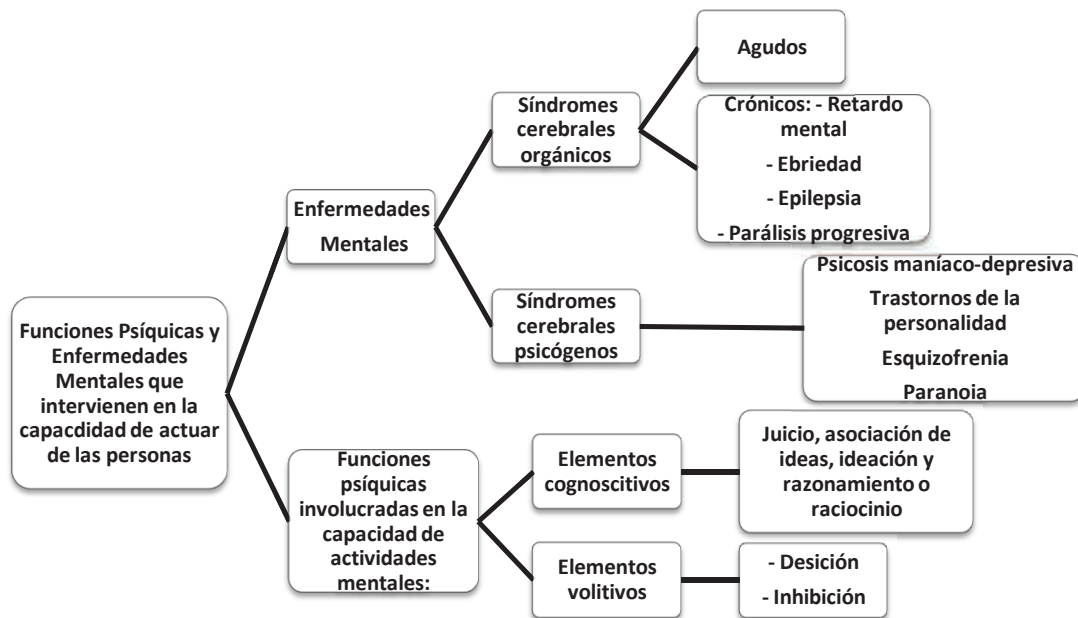 Funciones Psíquicas y
Enfermedades
Mentales que
intervienen en la
capacdidad de actuar
de las personas
Enfermedades
Mentales
Síndromes
cerebrales
orgánicos
Agudos
Crónicos: - Retardo
mental
- Ebriedad
- Epilepsia
- Parálisis progresiva
Síndromes
cerebrales
psicógenos
Psicosis maníaco-depresiva
Trastornos de la
personalidad
Esquizofrenia
Paranoia
Funciones
psíquicas
involucradas en la
capacidad de
actividades
mentales:
Elementos
cognoscitivos
Juicio, asociación de
ideas, ideación y
razonamiento o
raciocinio
Elementos
volitivos
- Desición
- Inhibición